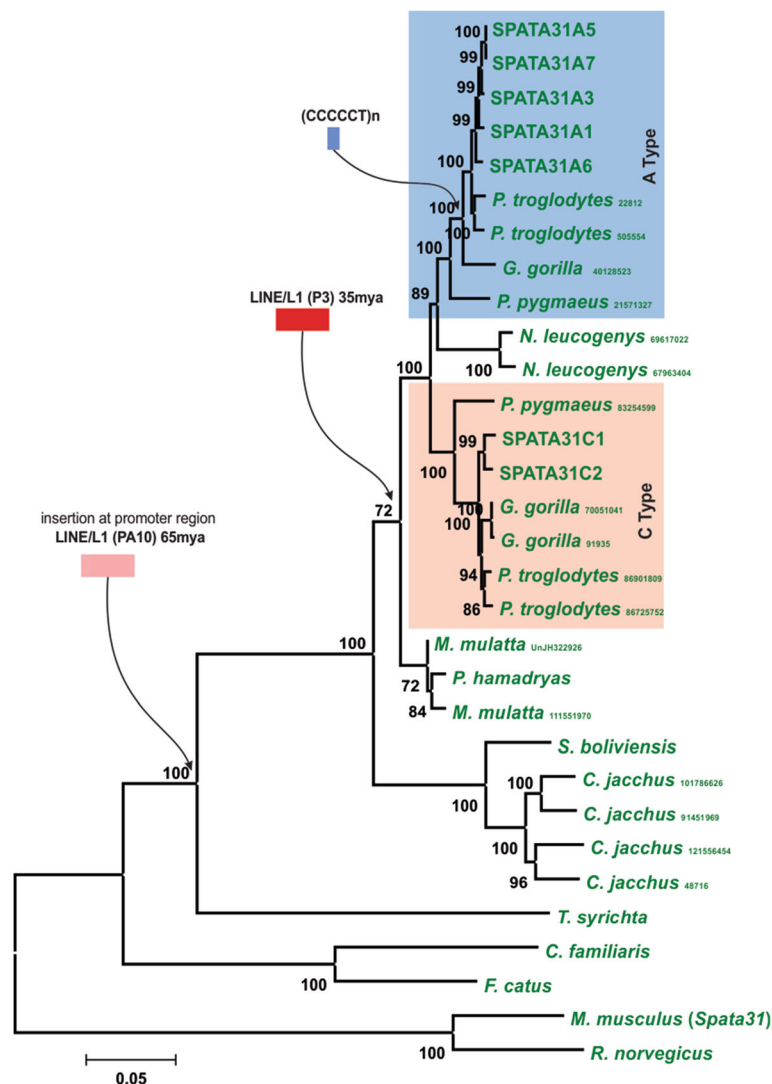 100 SPATA31A5
99 SPATA31A7
99 SPATA31A3
(CCCCCT)n
99 SPATA31A1
100 SPATA31A6
A Type
100 P. troglodytes 22812
100 P. troglodytes 505554
100 G. gorilla 40128523
LINE/L1 (P3) 35mya
89 P. pygmaeus 21571327
N. leucogenys 69617022
100
100 N. leucogenys 67963404
P. pygmaeus 83254599
99 SPATA31C1
100 SPATA31C2
C Type
100 G. gorilla 70051041
72 100 G. gorilla 91935
insertion at promoter region
LINE/L1 (PA10) 65mya
94 P. troglodytes 86901809
86 P. troglodytes 86725752
100 M. mulatta UnJH322926
72 P. hamadryas
84 M. mulatta 111551970
S. boliviensis
100 100 C. jacchus 101786626
100 C. jacchus 91451969
100 C. jacchus 121556454
96 C. jacchus 48716
T. syrichta
C. familiaris
100 F. catus
M. musculus (Spata31)
100 R. norvegicus
0.05